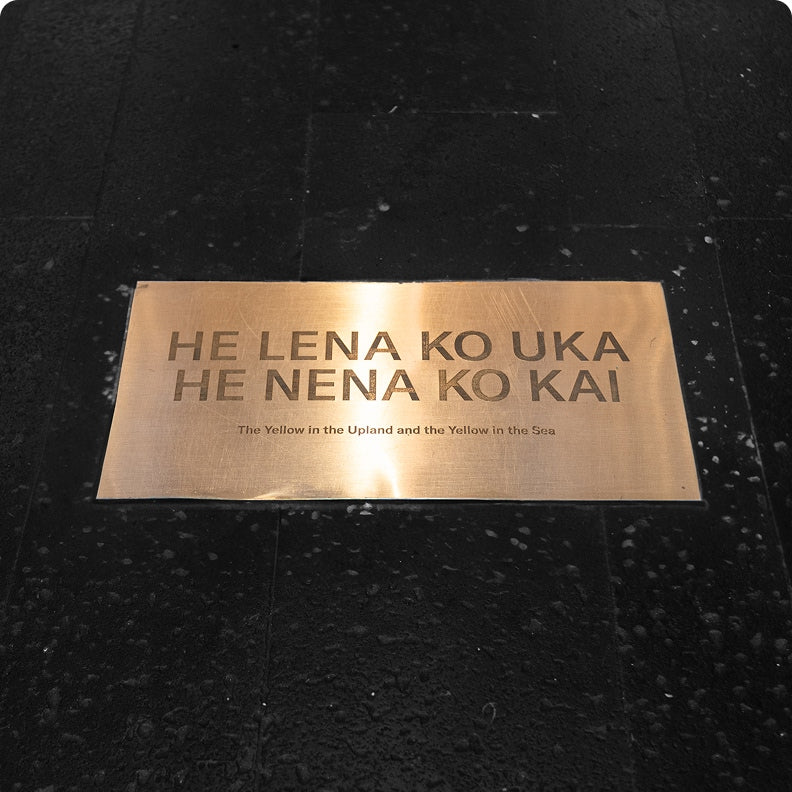 HE LENA KO UKA
HE NENA KO KAI
The Yellow in the Upland and the Yellow in the Sea